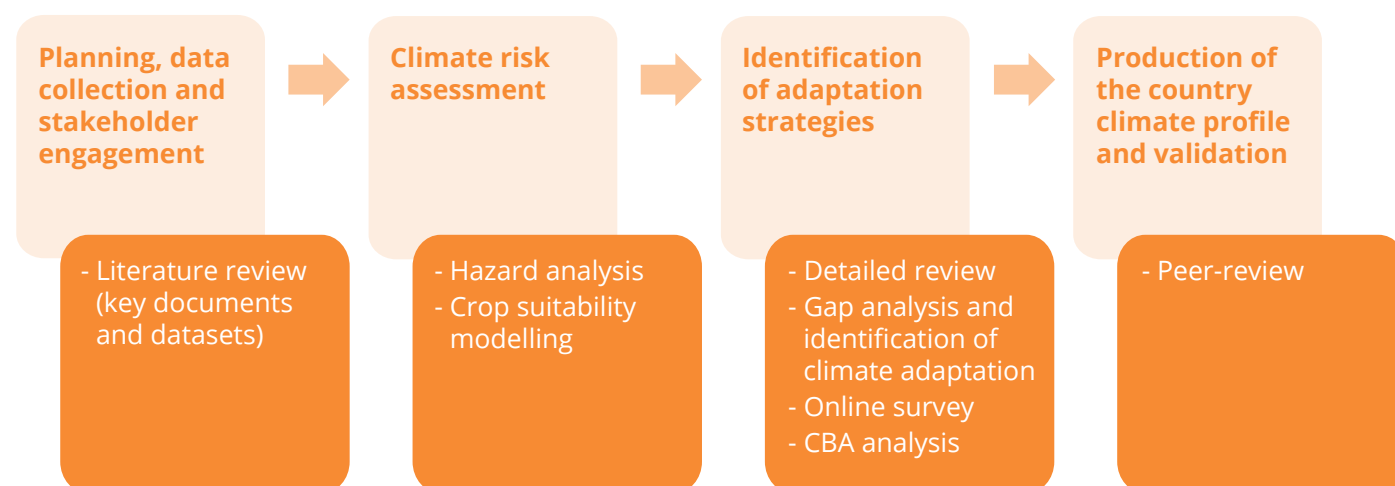 Planning, data
collection and
stakeholder
engagement
- Literature review
(key documents
and datasets)
Climate risk
assessment
- Hazard analysis
- Crop suitability
modelling
Identification
of adaptation
strategies
- Detailed review
- Gap analysis and
identification of
climate adaptation
- Online survey
- CBA analysis
Production of
the country
climate profile
and validation
- Peer-review